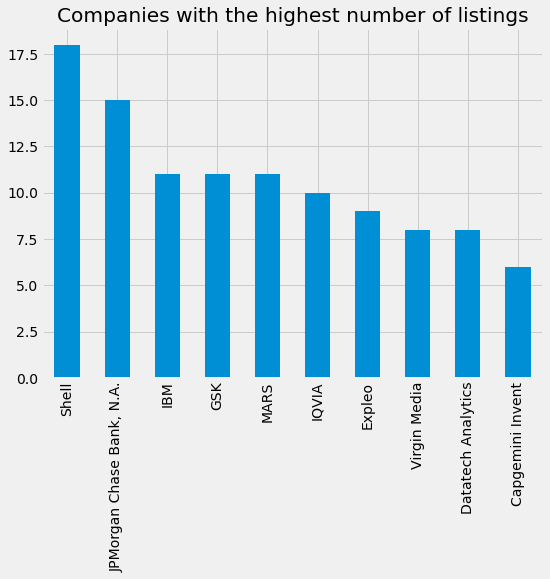 Companies with the highest number of listings
17.5
15.0
12.5
10.0
7.5
5.0
2.5
0.0
Shell
JPMorgan Chase Bank, N.A.
IBM
GSK
MARS
IQVIA
Expleo
Virgin Media
Datatech Analytics
Capgemini Invent